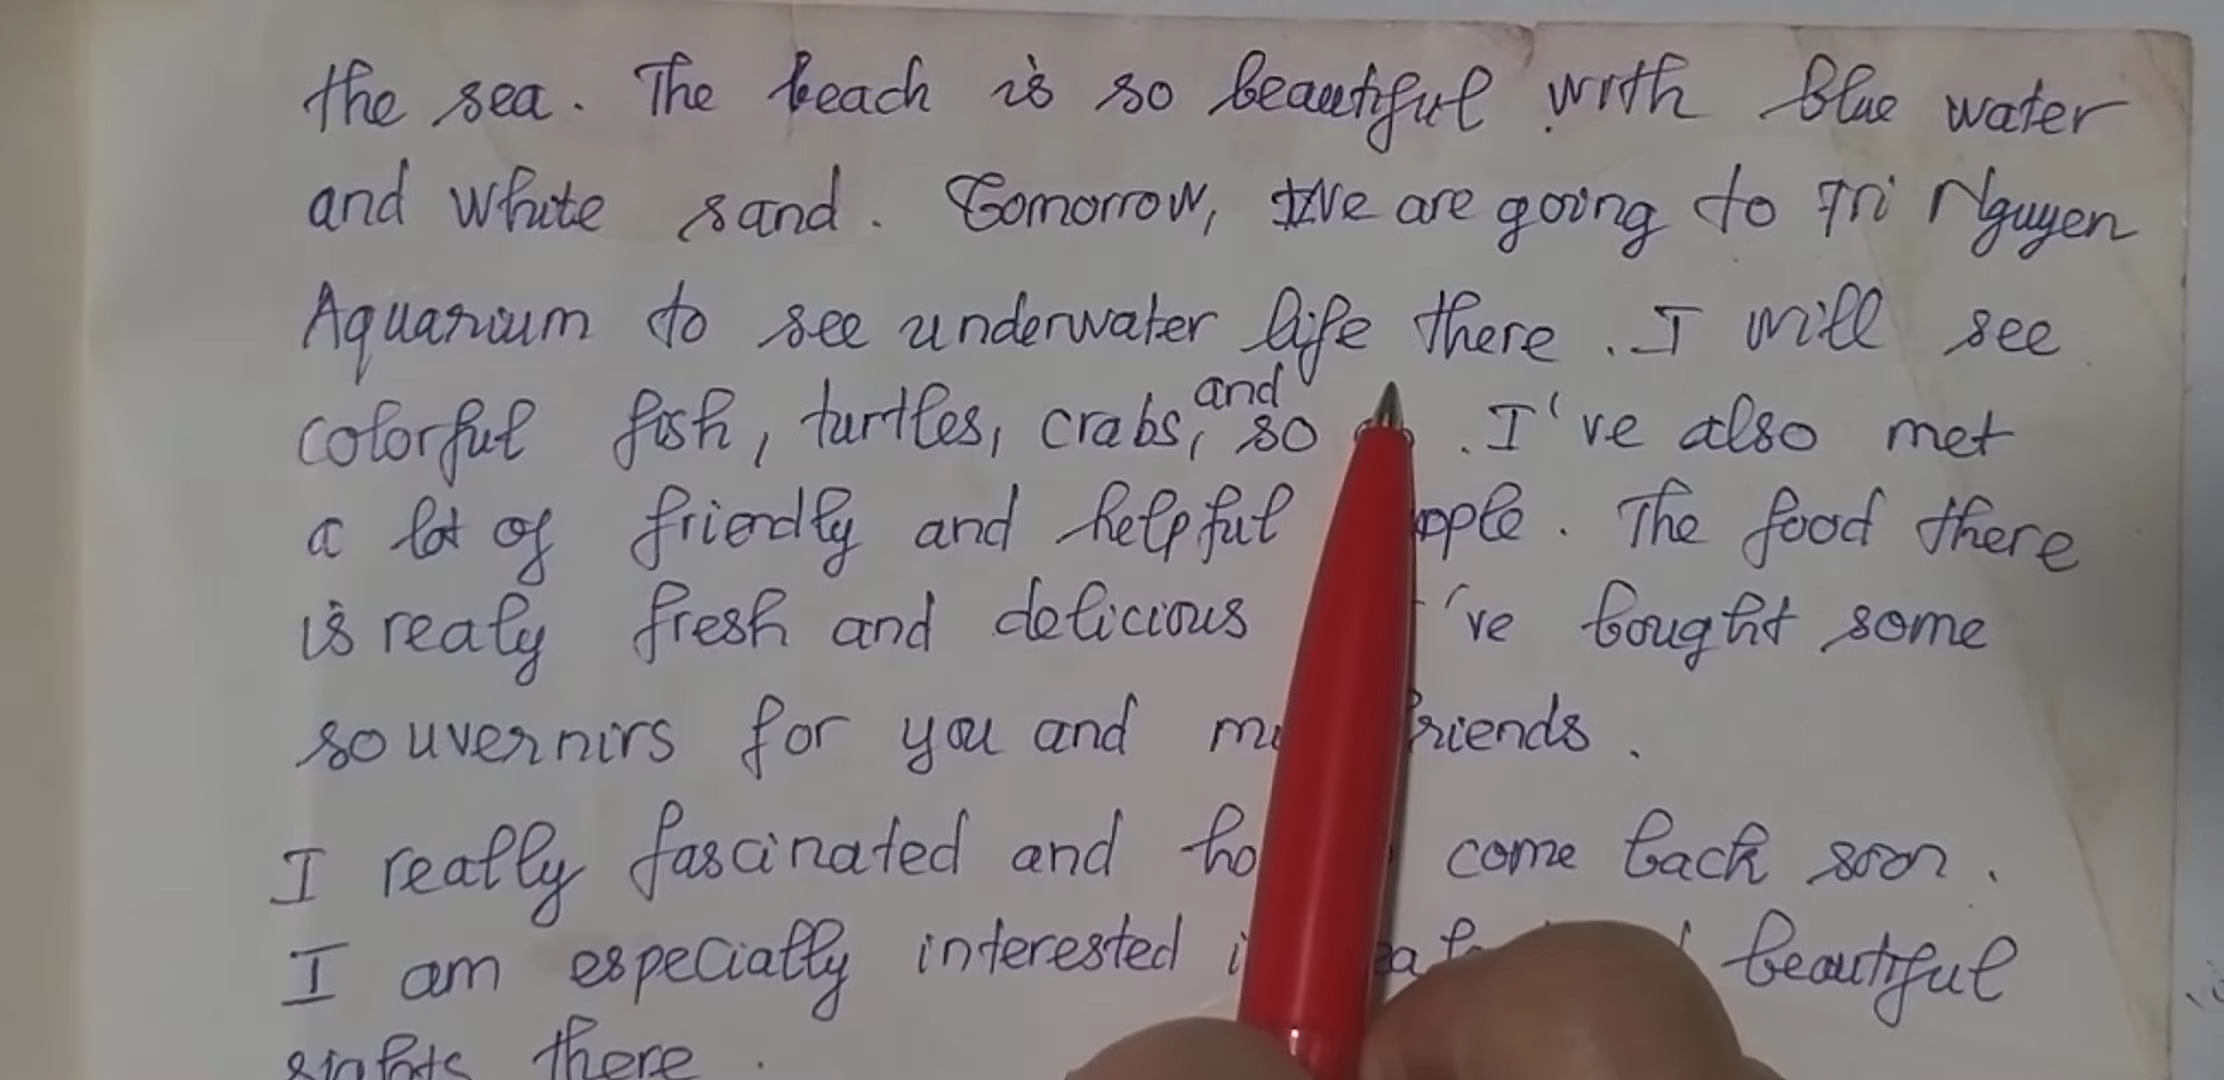 the sea. The beach is so beautiful with blue water
and white sand. Tomorrow, We are going to Tri Nguyen
Aquarium to see underwater life there. I will see
colorful fish, turtles, crabs, and so . I've also met
a lot of friendly and helpful . The food there
is realy fresh and delicious 've bought some
souvernirs for you and friends.
I really fascinated and come back soon.
I am especially interested beautiful
sights there.